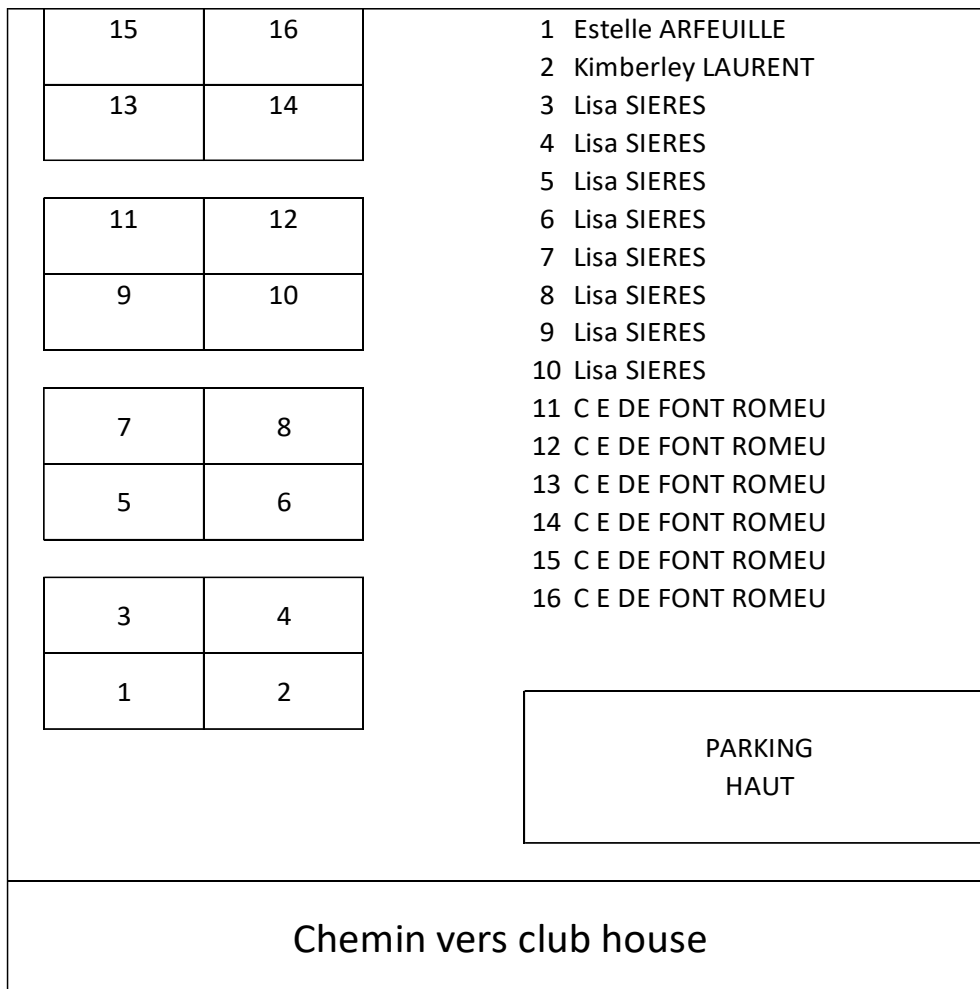 15 16
13 14
11 12
9 10
7 8
5 6
3 4
1 2
1 Estelle ARFEUILLE
2 Kimberley LAURENT
3 Lisa SIERES
4 Lisa SIERES
5 Lisa SIERES
6 Lisa SIERES
7 Lisa SIERES
8 Lisa SIERES
9 Lisa SIERES
10 Lisa SIERES
11 C E DE FONT ROMEU
12 C E DE FONT ROMEU
13 C E DE FONT ROMEU
14 C E DE FONT ROMEU
15 C E DE FONT ROMEU
16 C E DE FONT ROMEU
PARKING
HAUT
Chemin vers club house